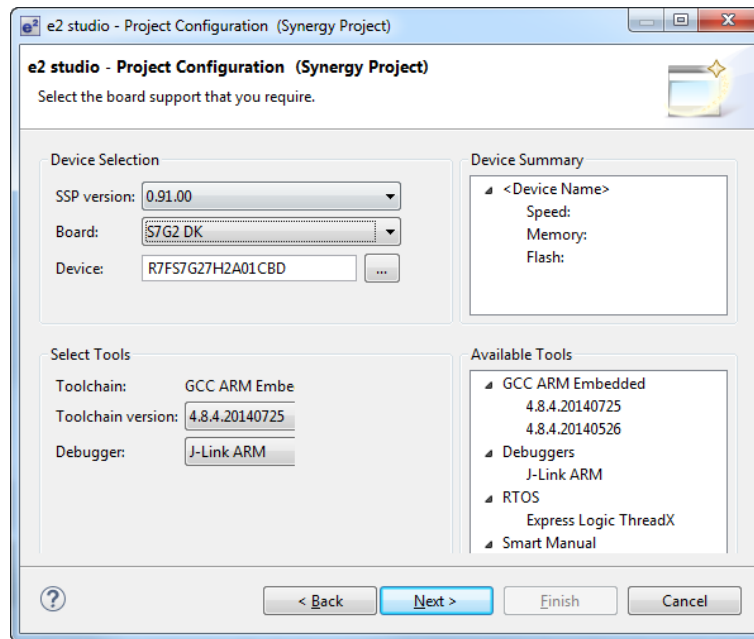 e2 studio - Project Configuration (Synergy Project)
e2 studio - Project Configuration (Synergy Project)
Select the board support that you require.
Device Selection
SSP version: 0.91.00
Board: S7G2 DK
Device: R7FS7G27H2A01CBD ...
Device Summary
<Device Name>
Speed:
Memory:
Flash:
Select Tools
Toolchain: GCC ARM Embe
Toolchain version: 4.8.4.20140725
Debugger: J-Link ARM
Available Tools
GCC ARM Embedded
4.8.4.20140725
4.8.4.20140526
Debuggers
J-Link ARM
RTOS
Express Logic ThreadX
Smart Manual
? < Back Next > Finish Cancel